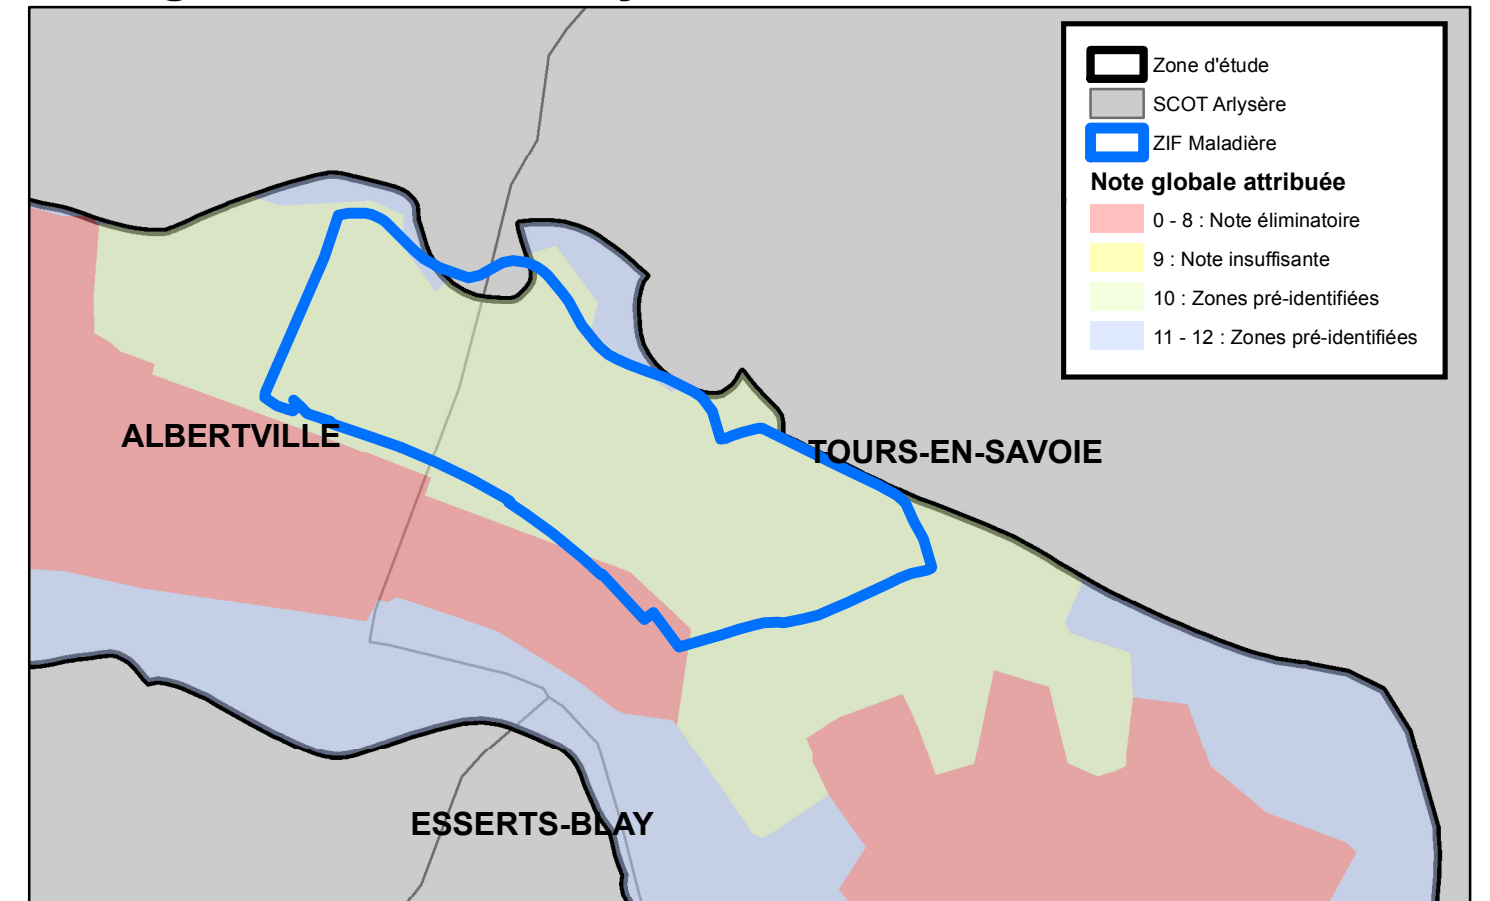 Zone d'étude
SCOT Arlysère
ZIF Maladière
Note globale attribuée
0 - 8 : Note éliminatoire
9 : Note insuffisante
10 : Zones pré-identifiées
11 - 12 : Zones pré-identifiées
ALBERTVILLE
TOURS-EN-SAVOIE
ESSERTS-BLAY